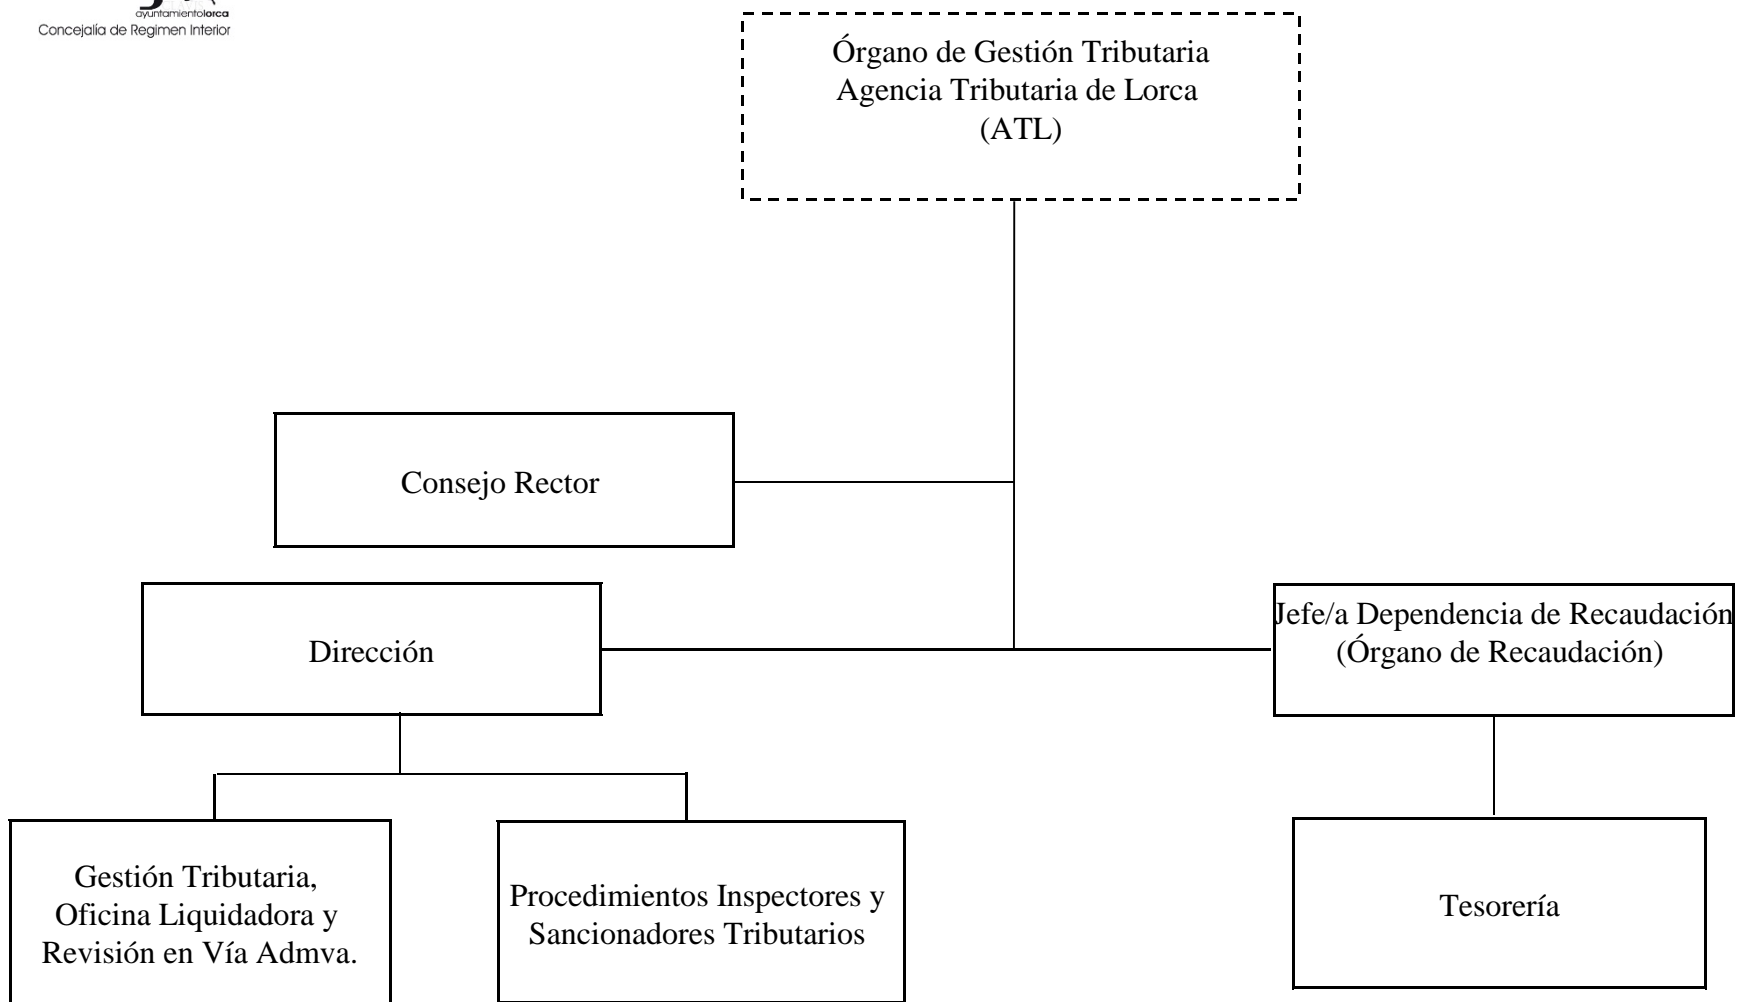 ayuntamientolorca
Concejalía de Regimen Interior
Órgano de Gestión Tributaria
Agencia Tributaria de Lorca
(ATL)
Consejo Rector
Dirección
Jefe/a Dependencia de Recaudación
(Órgano de Recaudación)
Gestión Tributaria,
Oficina Liquidadora y
Revisión en Vía Admva.
Procedimientos Inspectores y
Sancionadores Tributarios
Tesorería